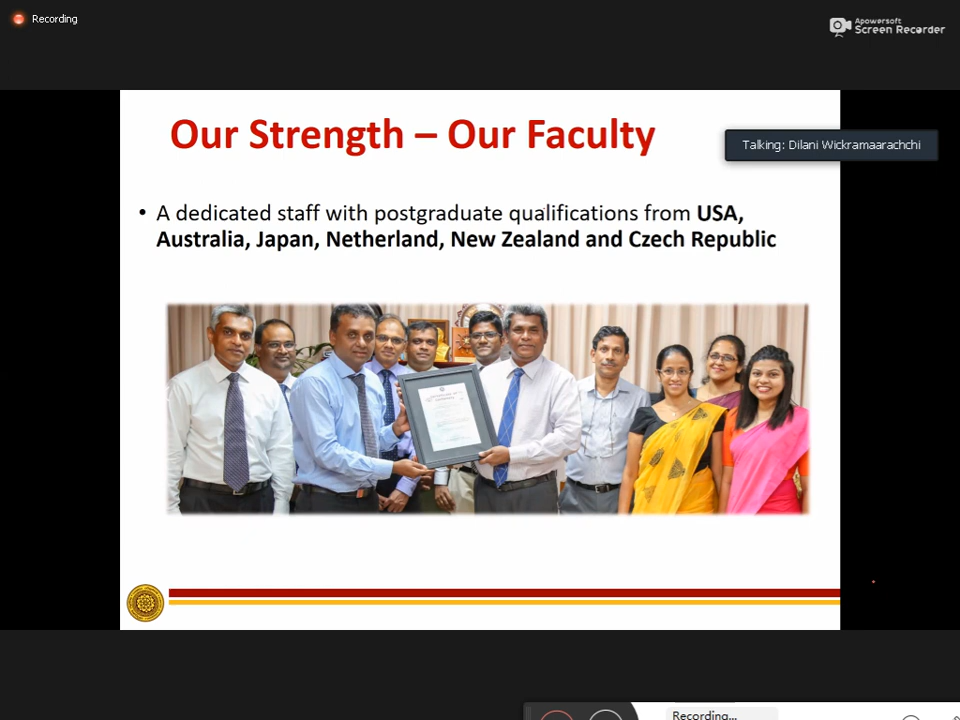 Recording
Apowersoft
Screen Recorder
Our Strength – Our Faculty
Talking: Dilani Wickramaarachchi
• A dedicated staff with postgraduate qualifications from USA,
Australia, Japan, Netherland, New Zealand and Czech Republic
Recording...